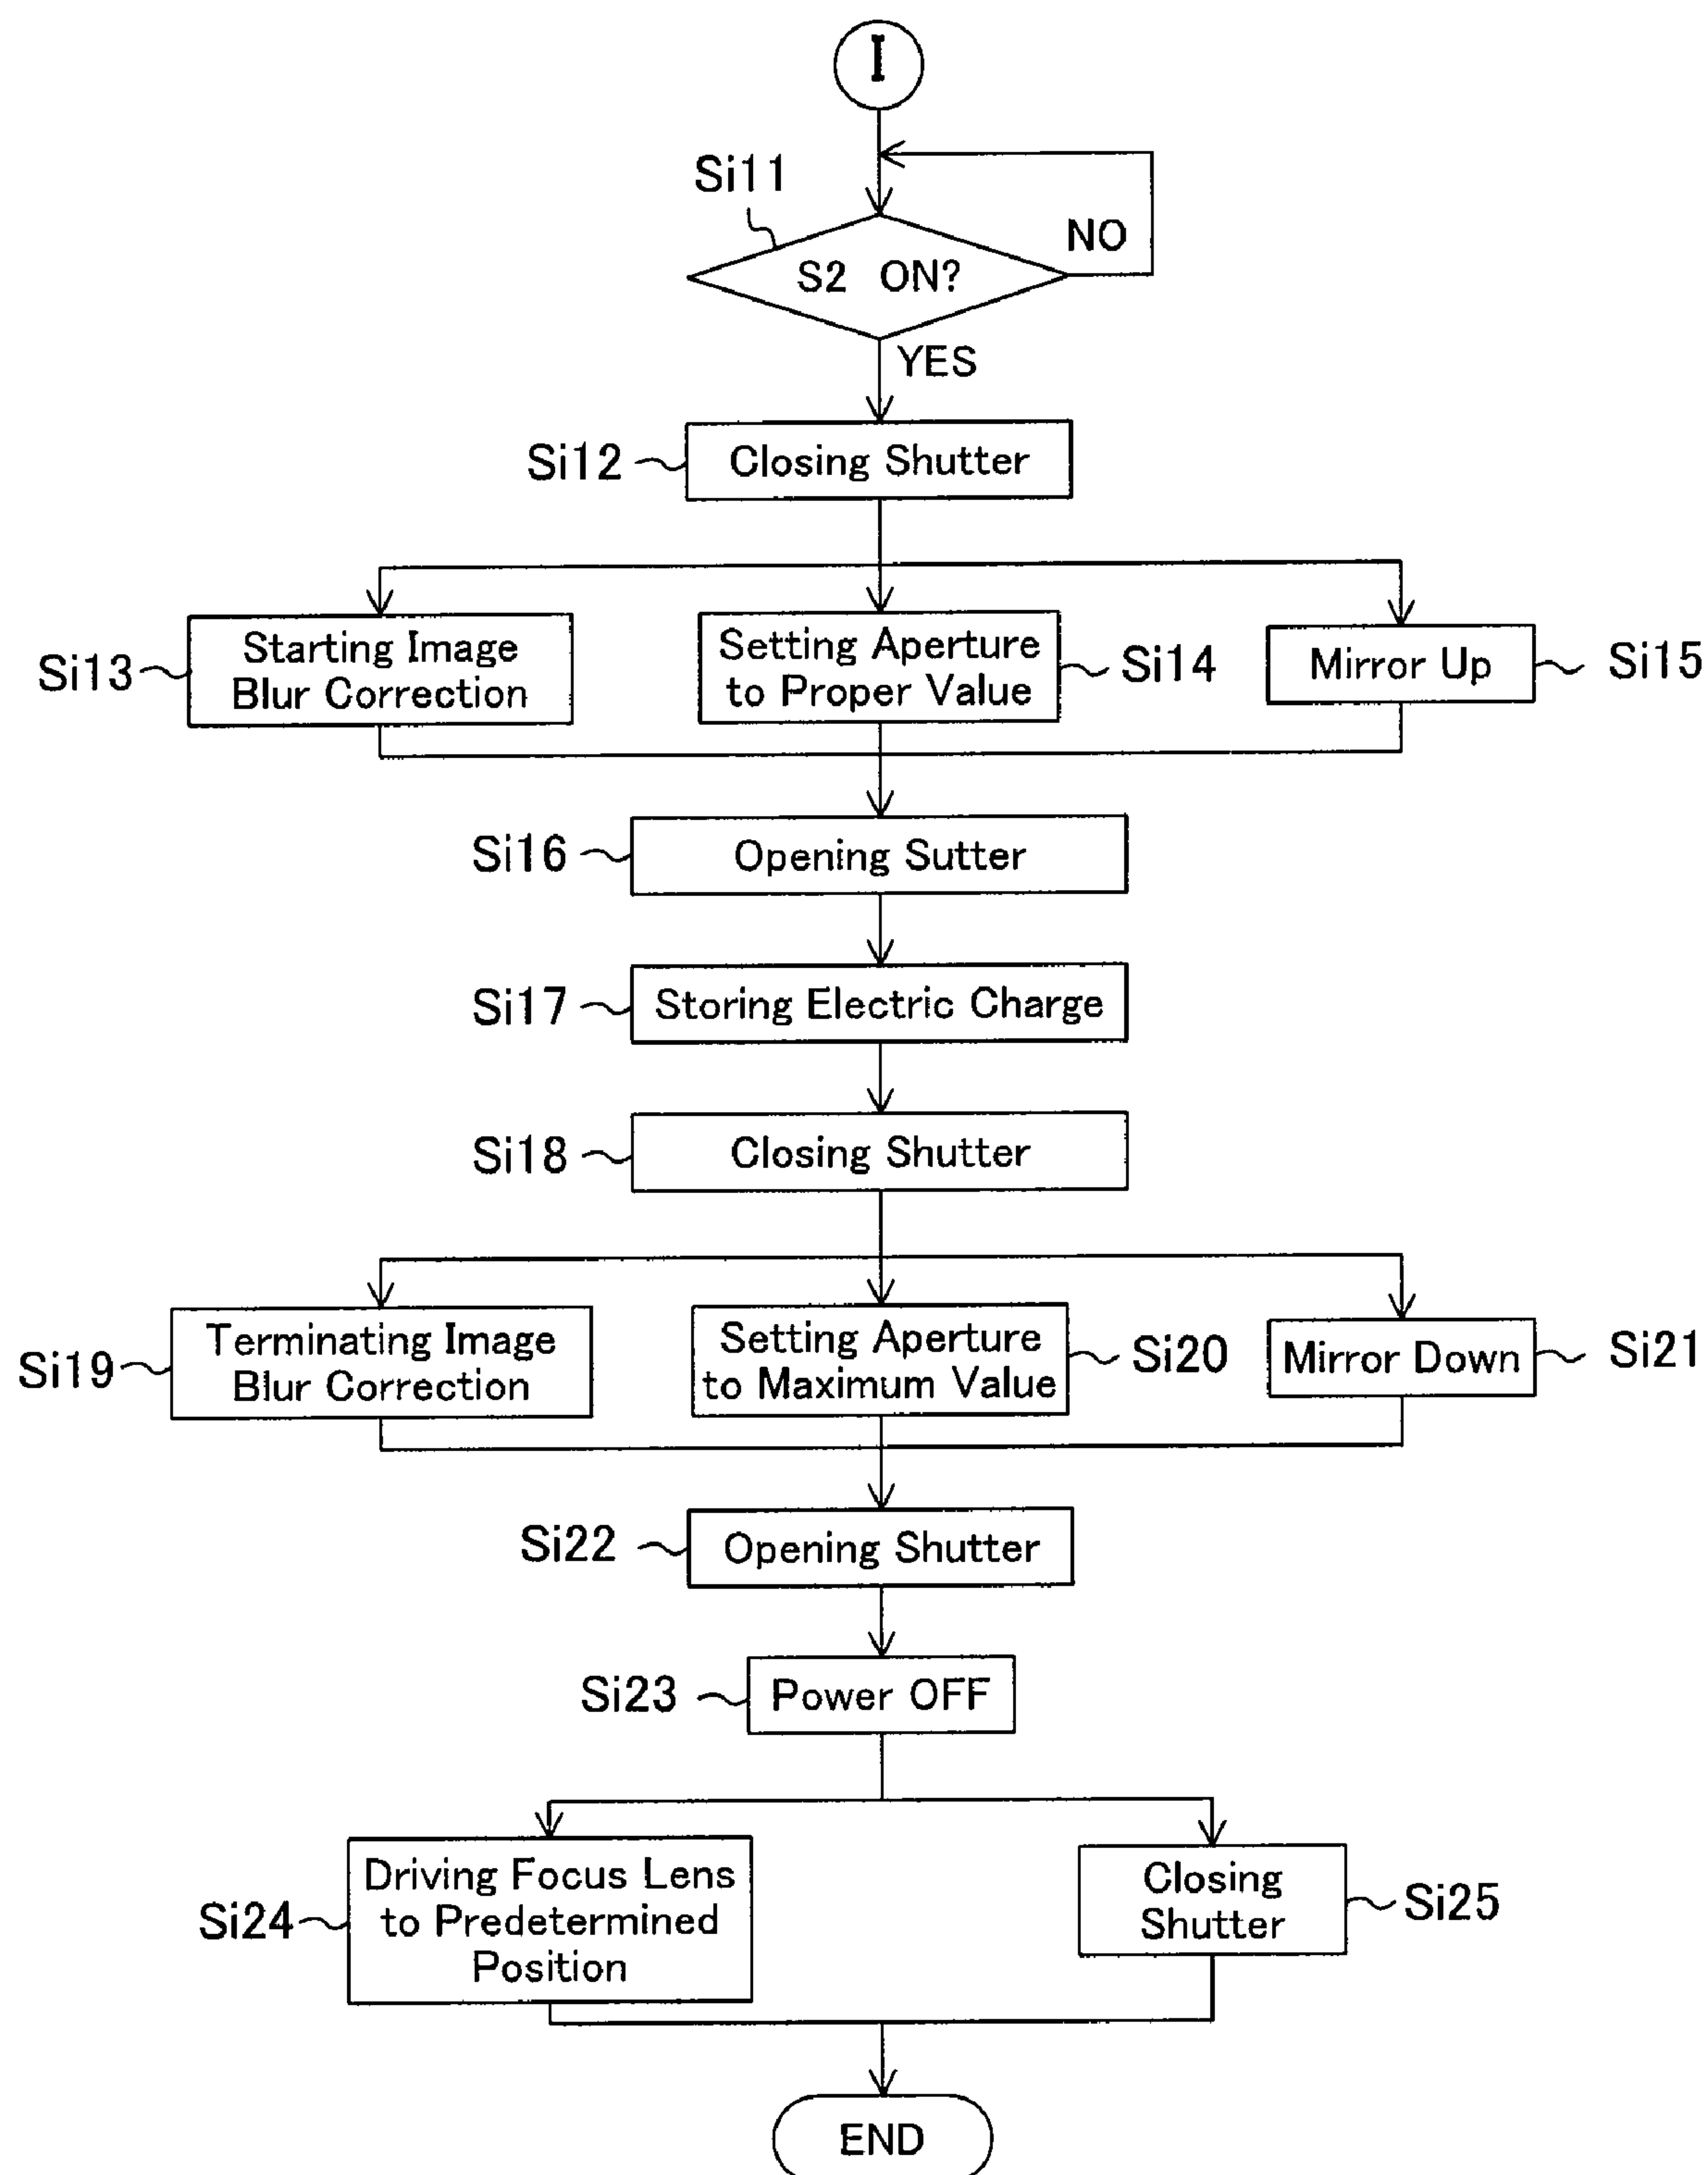 I
Si11
NO
S2 ON?
YES
Si12
Closing Shutter
Si13
Starting Image
Blur Correction
Setting Aperture
to Proper Value
Si14
Mirror Up
Si15
Si16
Opening Sutter
Si17
Storing Electric Charge
Si18
Closing Shutter
Si19
Terminating Image
Blur Correction
Setting Aperture
to Maximum Value
Si20
Mirror Down
Si21
Si22
Opening Shutter
Si23
Power OFF
Si24
Driving Focus Lens
to Predetermined
Position
Closing
Shutter
Si25
END